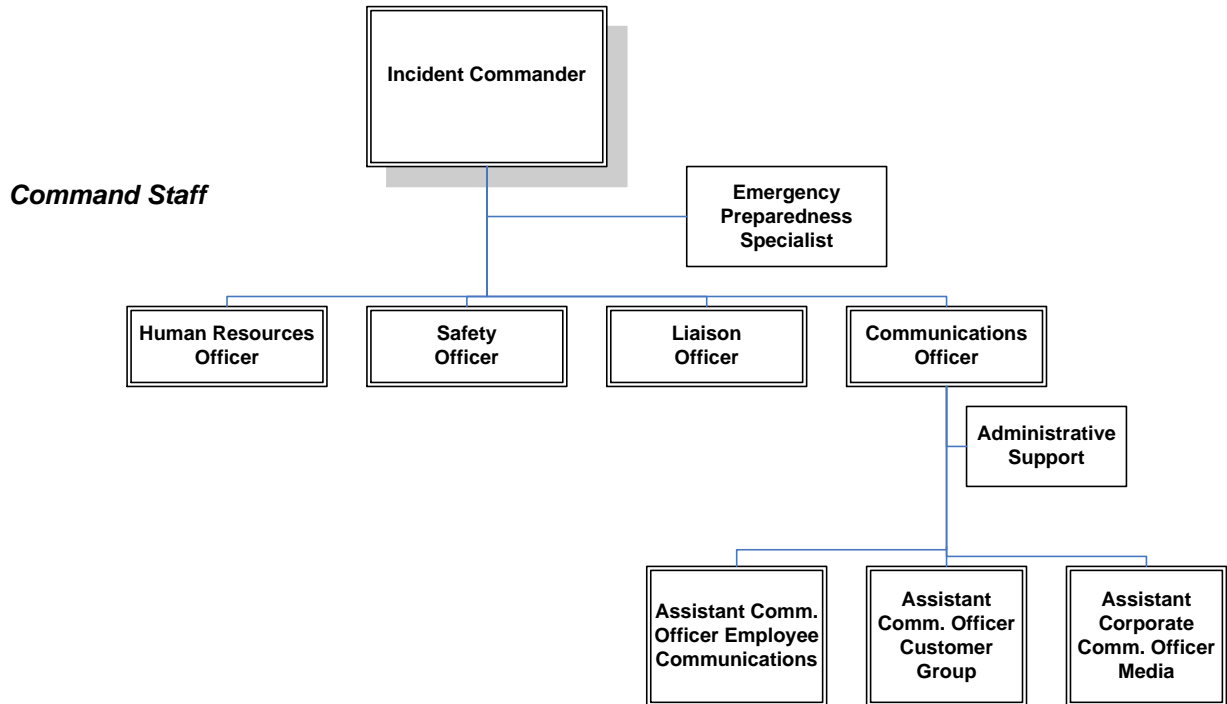 Incident Commander
Command Staff
Emergency
Preparedness
Specialist
Human Resources
Officer
Safety
Officer
Liaison
Officer
Communications
Officer
Administrative
Support
Assistant Comm.
Officer Employee
Communications
Assistant
Comm. Officer
Customer
Group
Assistant
Corporate
Comm. Officer
Media